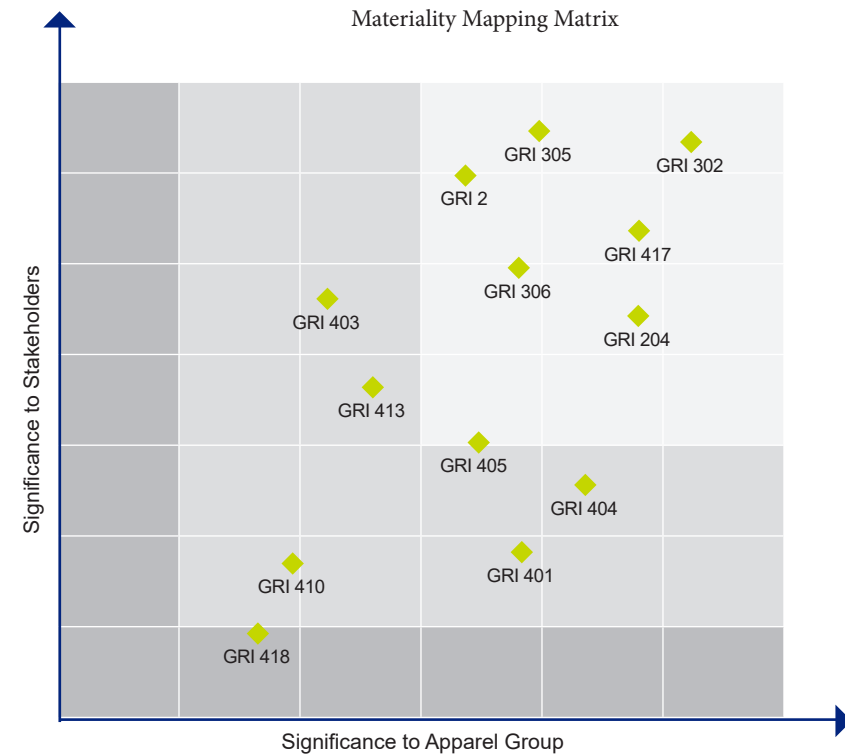 Materiality Mapping Matrix
GRI 305
GRI 302
GRI 2
GRI 417
GRI 306
GRI 403
GRI 204
GRI 413
GRI 405
GRI 404
GRI 401
GRI 410
GRI 418
Significance to Stakeholders
Significance to Apparel Group